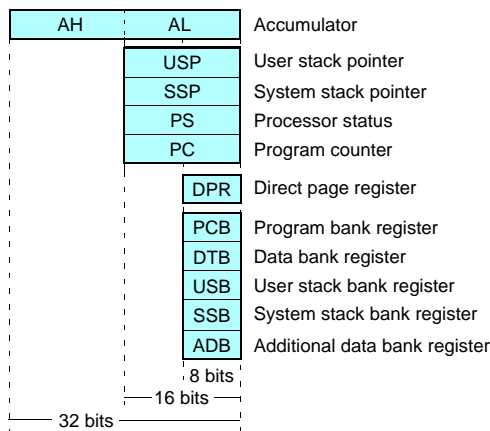 AH AL Accumulator
USP User stack pointer
SSP System stack pointer
PS Processor status
PC Program counter
DPR Direct page register
PCB Program bank register
DTB Data bank register
USB User stack bank register
SSB System stack bank register
ADB Additional data bank register
8 bits
16 bits
32 bits